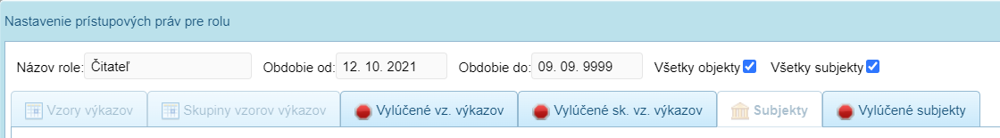 Nastavenie prístupových práv pre rolu
Názov role: Čitateľ Obdobie od: 12. 10. 2021 Obdobie do: 09. 09. 9999 Všetky objekty Všetky subjekty
Vzory výkazov Skupiny vzorov výkazov Vylúčené vz. výkazov Vylúčené sk. vz. výkazov Subjekty Vylúčené subjekty